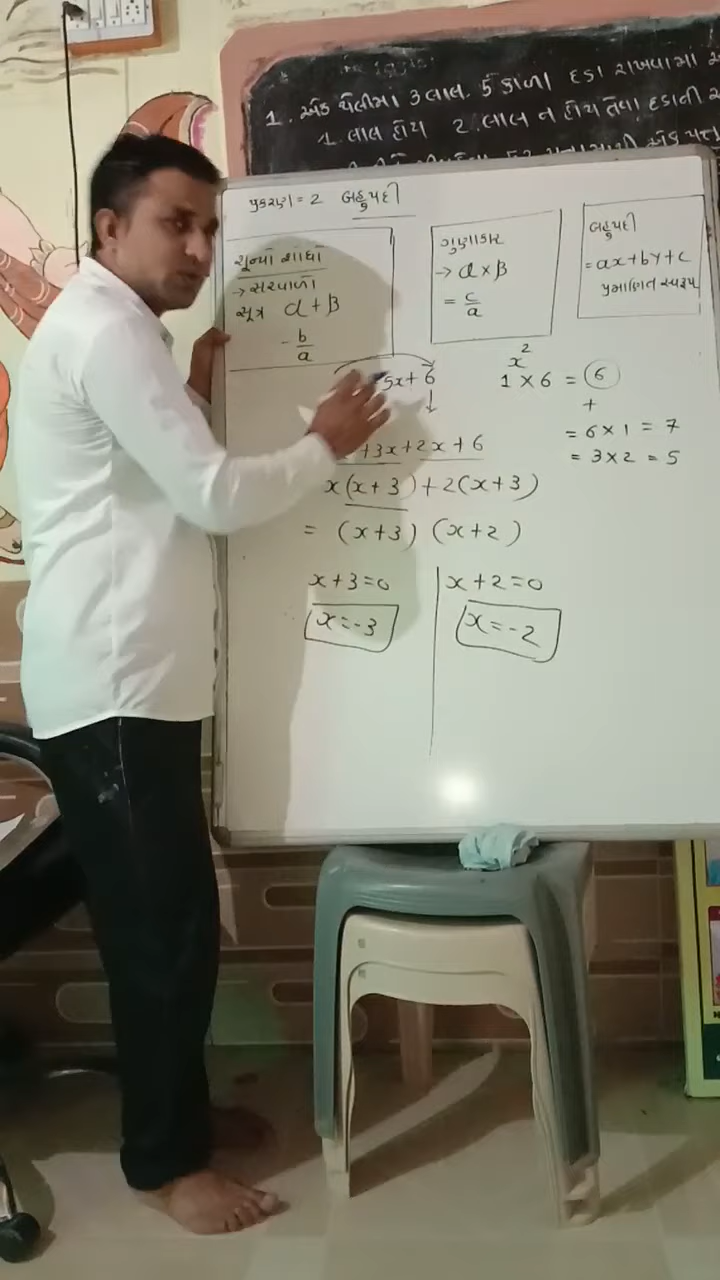 1. એક થેલીમાં 3 લાલ. 5 કાળા દડા રાખવામાં
1. લાલ હોય 2. લાલ ન હોય તેવા દડાની
પ્રકરણ = 2 બહુપદી
શૂન્યો શોધો
→ સરવાળો
સૂત્ર α + β
- b/a
ગુણાકાર
→ α × β
= c/a
બહુપદી
= ax + by + c
પ્રમાણિત સ્વરૂપ
5x + 6
x²
1 × 6 = 6
+
= 6 × 1 = 7
= 3 × 2 = 5
+ 3x + 2x + 6
x(x + 3) + 2(x + 3)
= (x + 3) (x + 2)
x + 3 = 0
x = -3
x + 2 = 0
x = -2